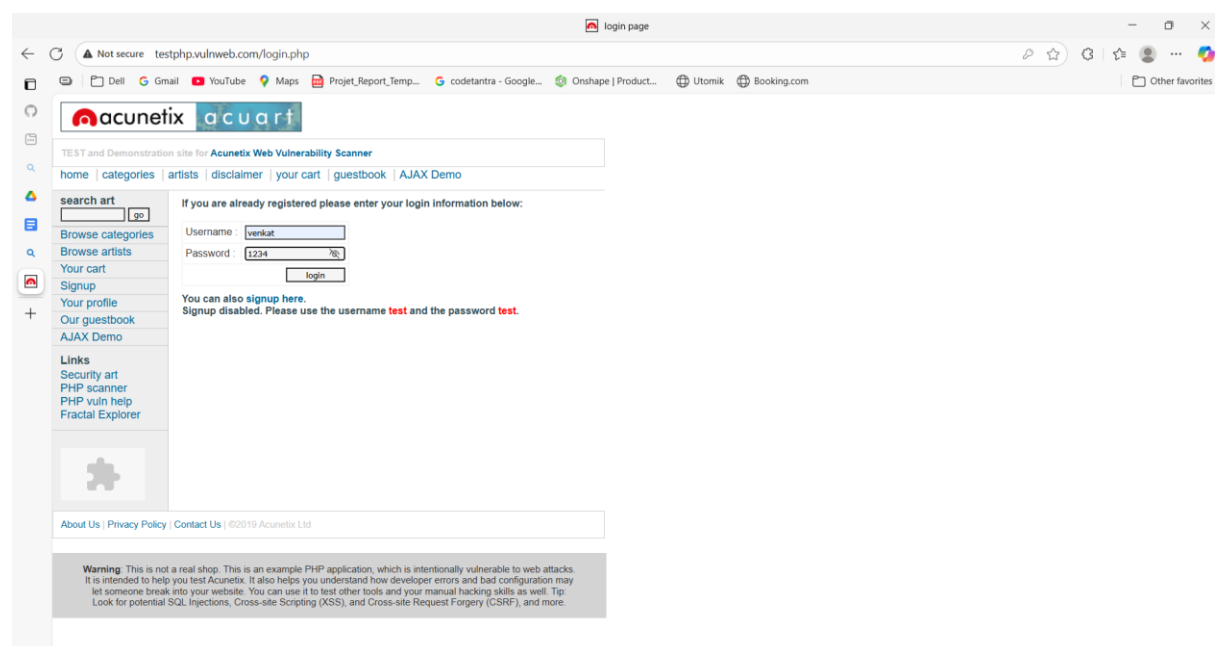 login page
Not secure testphp.vulnweb.com/login.php
Dell Gmail YouTube Maps Projet_Report_Temp... codetantra - Google... Onshape | Product... Utomik Booking.com Other favorites
acunetix acuart
TEST and Demonstration site for Acunetix Web Vulnerability Scanner
home | categories | artists | disclaimer | your cart | guestbook | AJAX Demo
search art
go
Browse categories
Browse artists
Your cart
Signup
Your profile
Our guestbook
AJAX Demo
Links
Security art
PHP scanner
PHP vuln help
Fractal Explorer
If you are already registered please enter your login information below:
Username : venkat
Password : 1234
login
You can also signup here.
Signup disabled. Please use the username test and the password test.
About Us | Privacy Policy | Contact Us | ©2019 Acunetix Ltd
Warning: This is not a real shop. This is an example PHP application, which is intentionally vulnerable to web attacks.
It is intended to help you test Acunetix. It also helps you understand how developer errors and bad configuration may
let someone break into your website. You can use it to test other tools and your manual hacking skills as well. Tip:
Look for potential SQL Injections, Cross-site Scripting (XSS), and Cross-site Request Forgery (CSRF), and more.